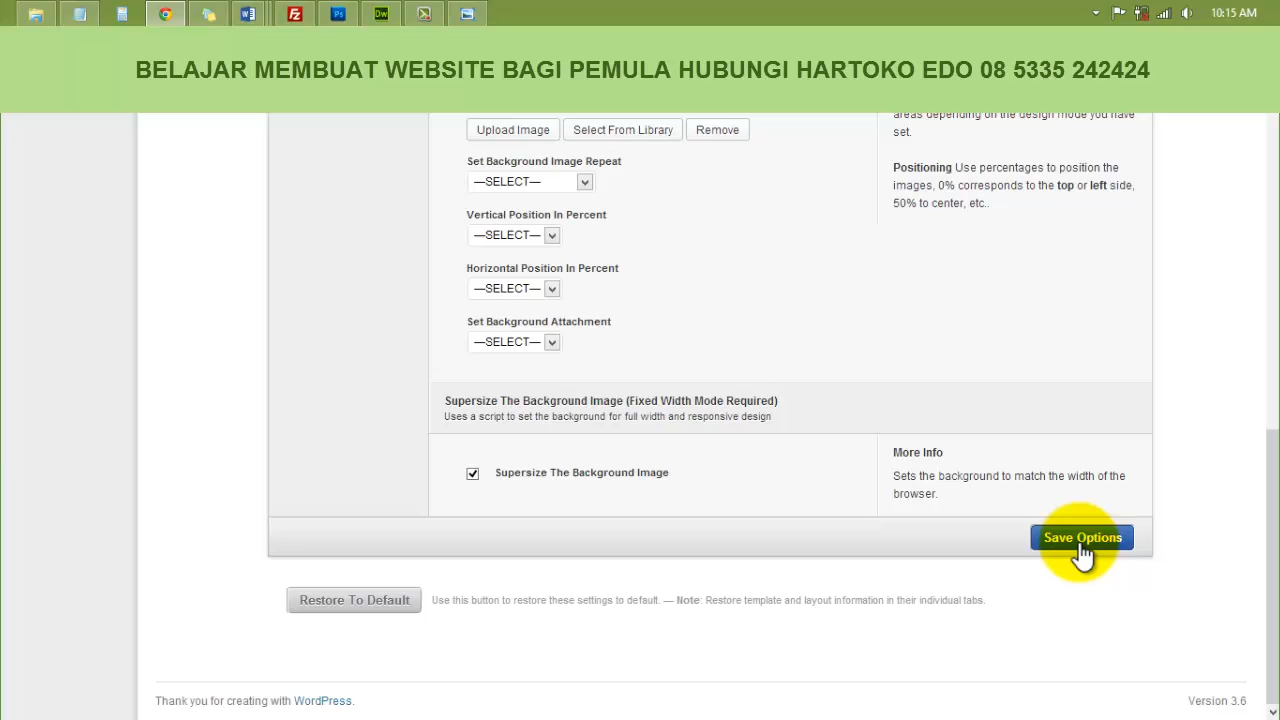 10:15 AM
BELAJAR MEMBUAT WEBSITE BAGI PEMULA HUBUNGI HARTOKO EDO 08 5335 242424
areas depending on the design mode you have
set.
Upload Image
Select From Library
Remove
Set Background Image Repeat
—SELECT—
Positioning Use percentages to position the
images, 0% corresponds to the top or left side,
50% to center, etc..
Vertical Position In Percent
—SELECT—
Horizontal Position In Percent
—SELECT—
Set Background Attachment
—SELECT—
Supersize The Background Image (Fixed Width Mode Required)
Uses a script to set the background for full width and responsive design
Supersize The Background Image
More Info
Sets the background to match the width of the
browser.
Save Options
Restore To Default
Use this button to restore these settings to default. — Note: Restore template and layout information in their individual tabs.
Thank you for creating with WordPress.
Version 3.6